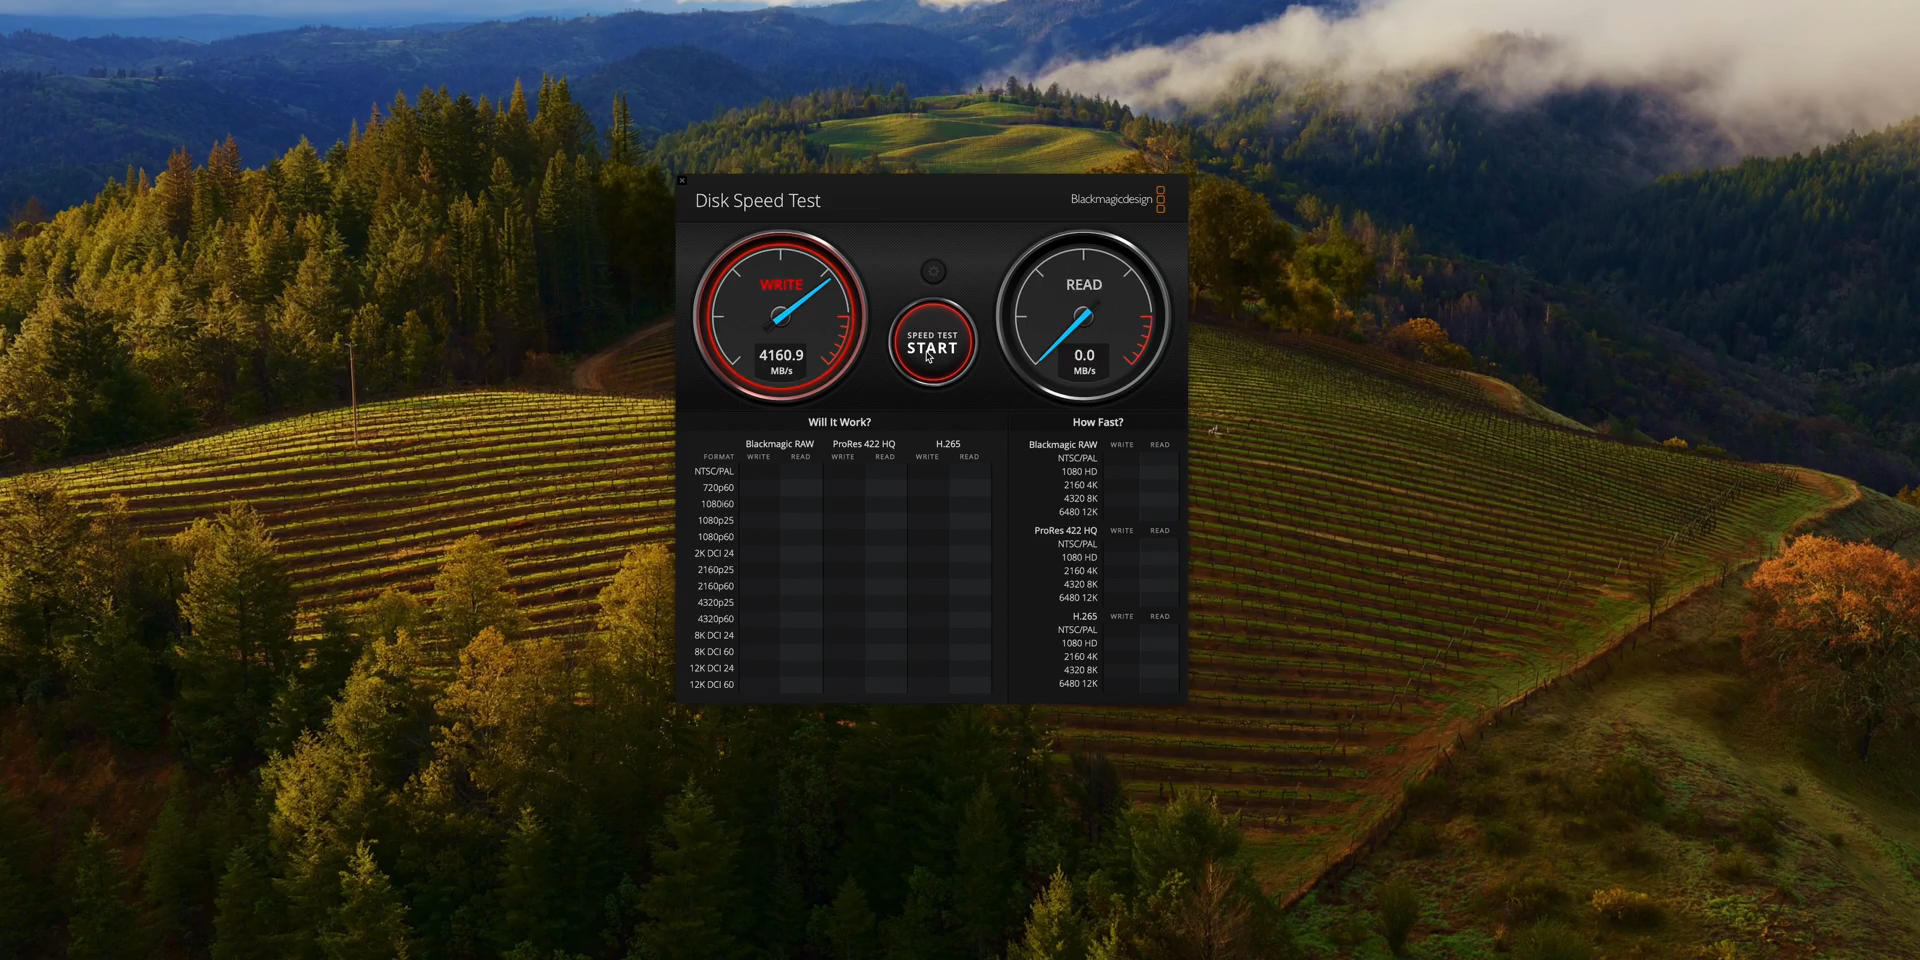 Disk Speed Test
Blackmagicdesign
WRITE
4160.9
MB/s
SPEED TEST
START
READ
0.0
MB/s
Will It Work?
Blackmagic RAW ProRes 422 HQ H.265
FORMAT WRITE READ WRITE READ WRITE READ
NTSC/PAL
720p60
1080i60
1080p25
1080p60
2K DCI 24
2160p25
2160p60
4320p25
4320p60
8K DCI 24
8K DCI 60
12K DCI 24
12K DCI 60
How Fast?
Blackmagic RAW WRITE READ
NTSC/PAL
1080 HD
2160 4K
4320 8K
6480 12K
ProRes 422 HQ WRITE READ
NTSC/PAL
1080 HD
2160 4K
4320 8K
6480 12K
H.265 WRITE READ
NTSC/PAL
1080 HD
2160 4K
4320 8K
6480 12K